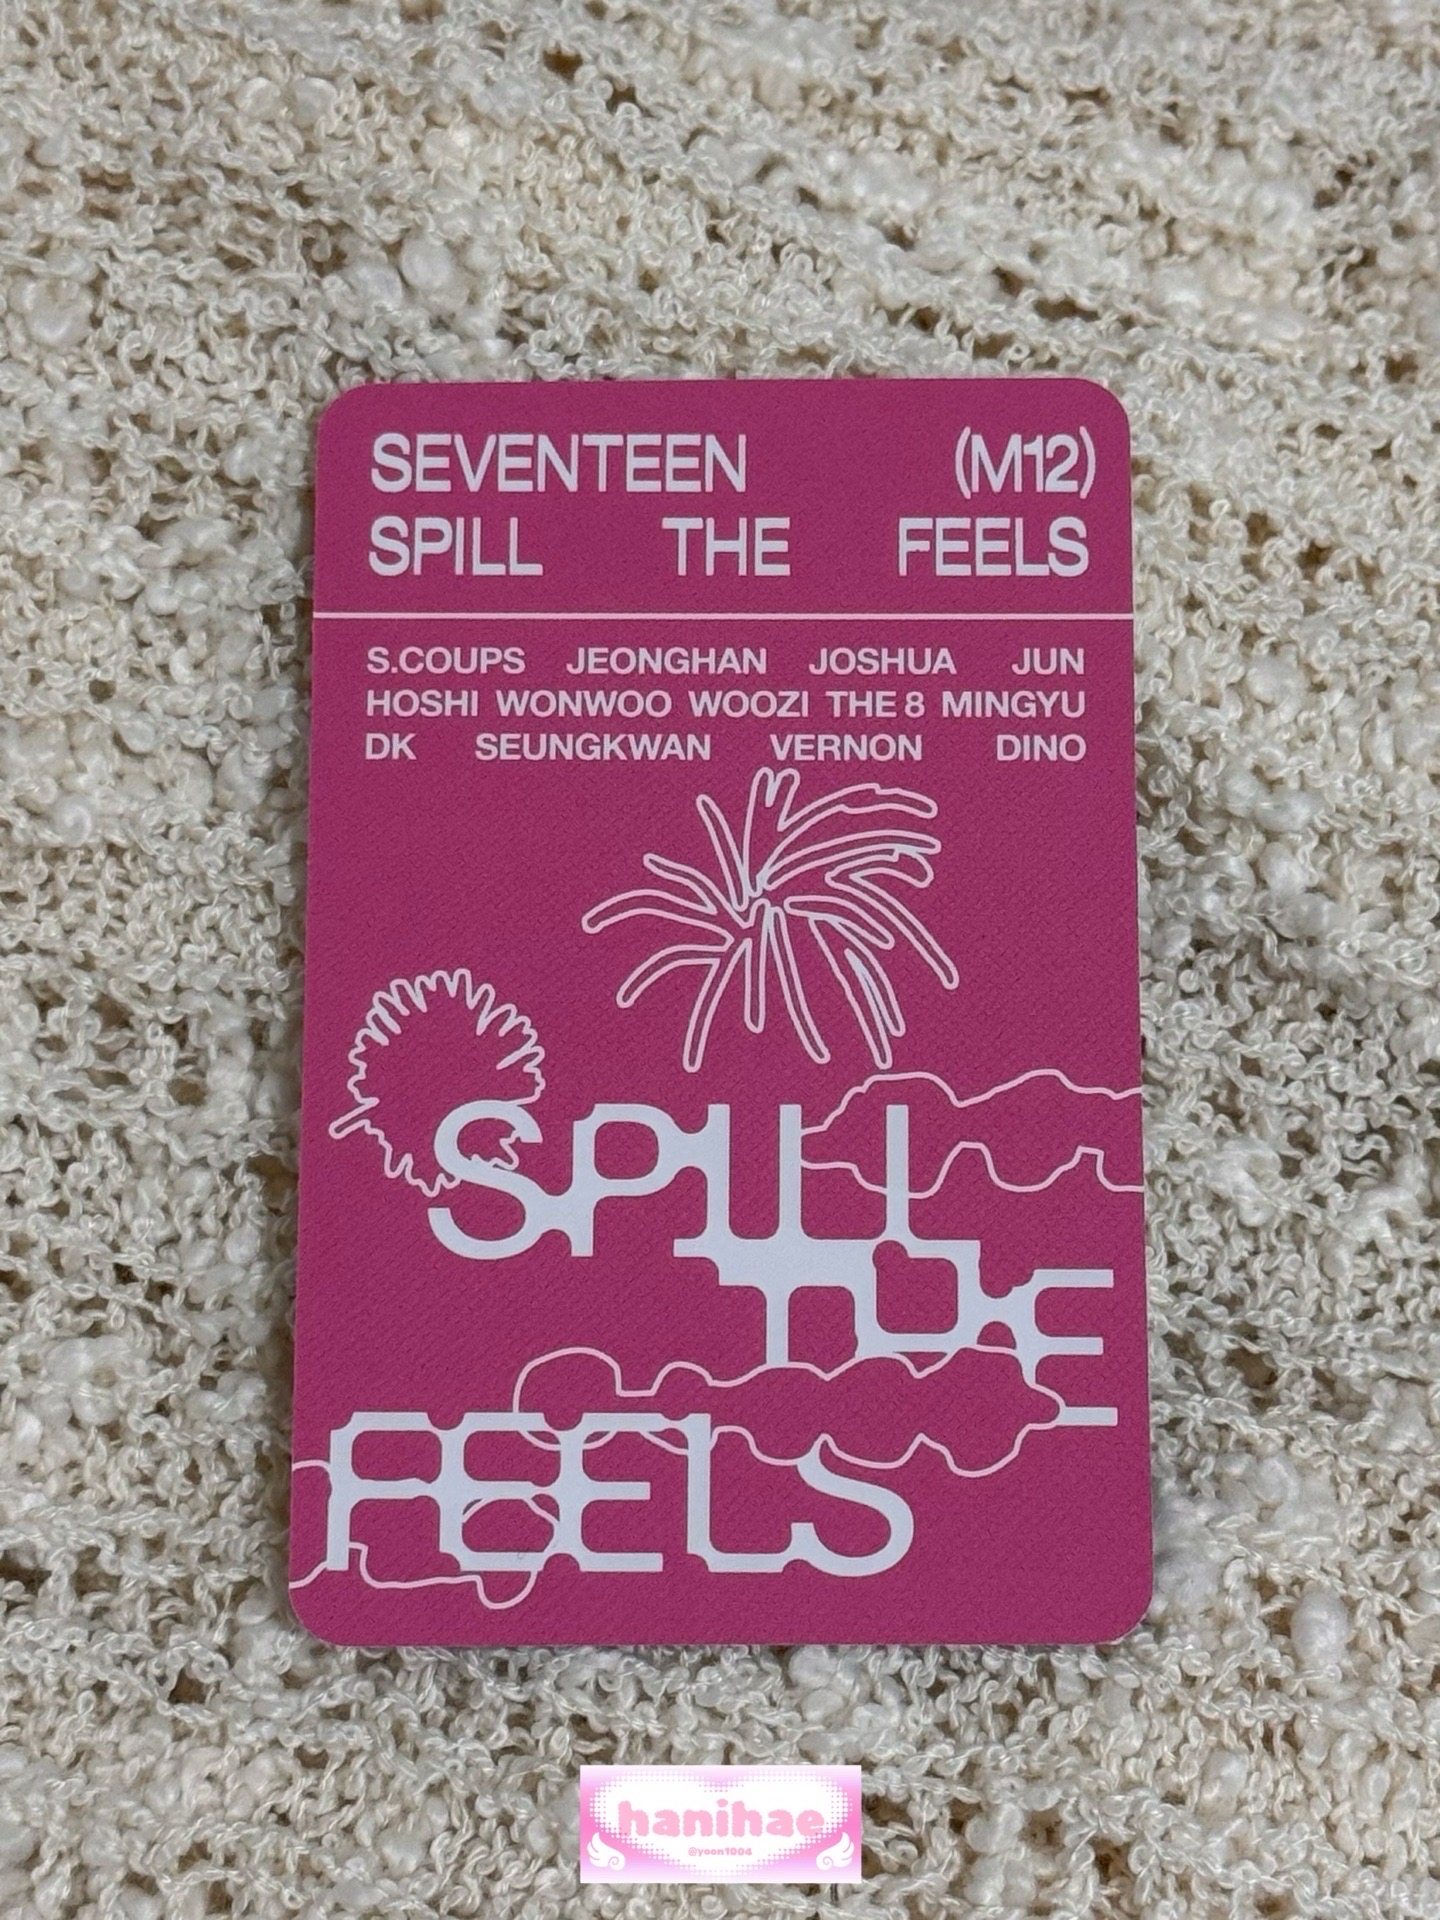 SEVENTEEN (M12)
SPILL THE FEELS
S.COUPS JEONGHAN JOSHUA JUN
HOSHI WONWOO WOOZI THE 8 MINGYU
DK SEUNGKWAN VERNON DINO
SPILL
THE
FEELS
hanihae
@yoon1004